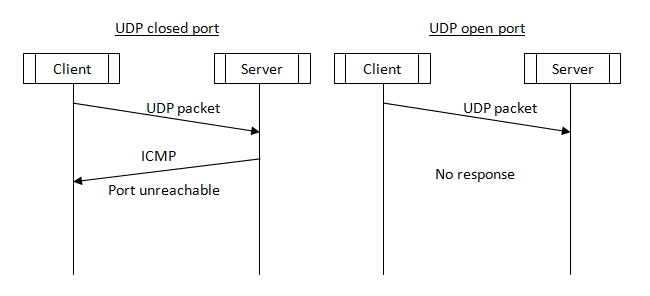 UDP closed port
UDP open port
Client
Server
Client
Server
UDP packet
UDP packet
ICMP
Port unreachable
No response